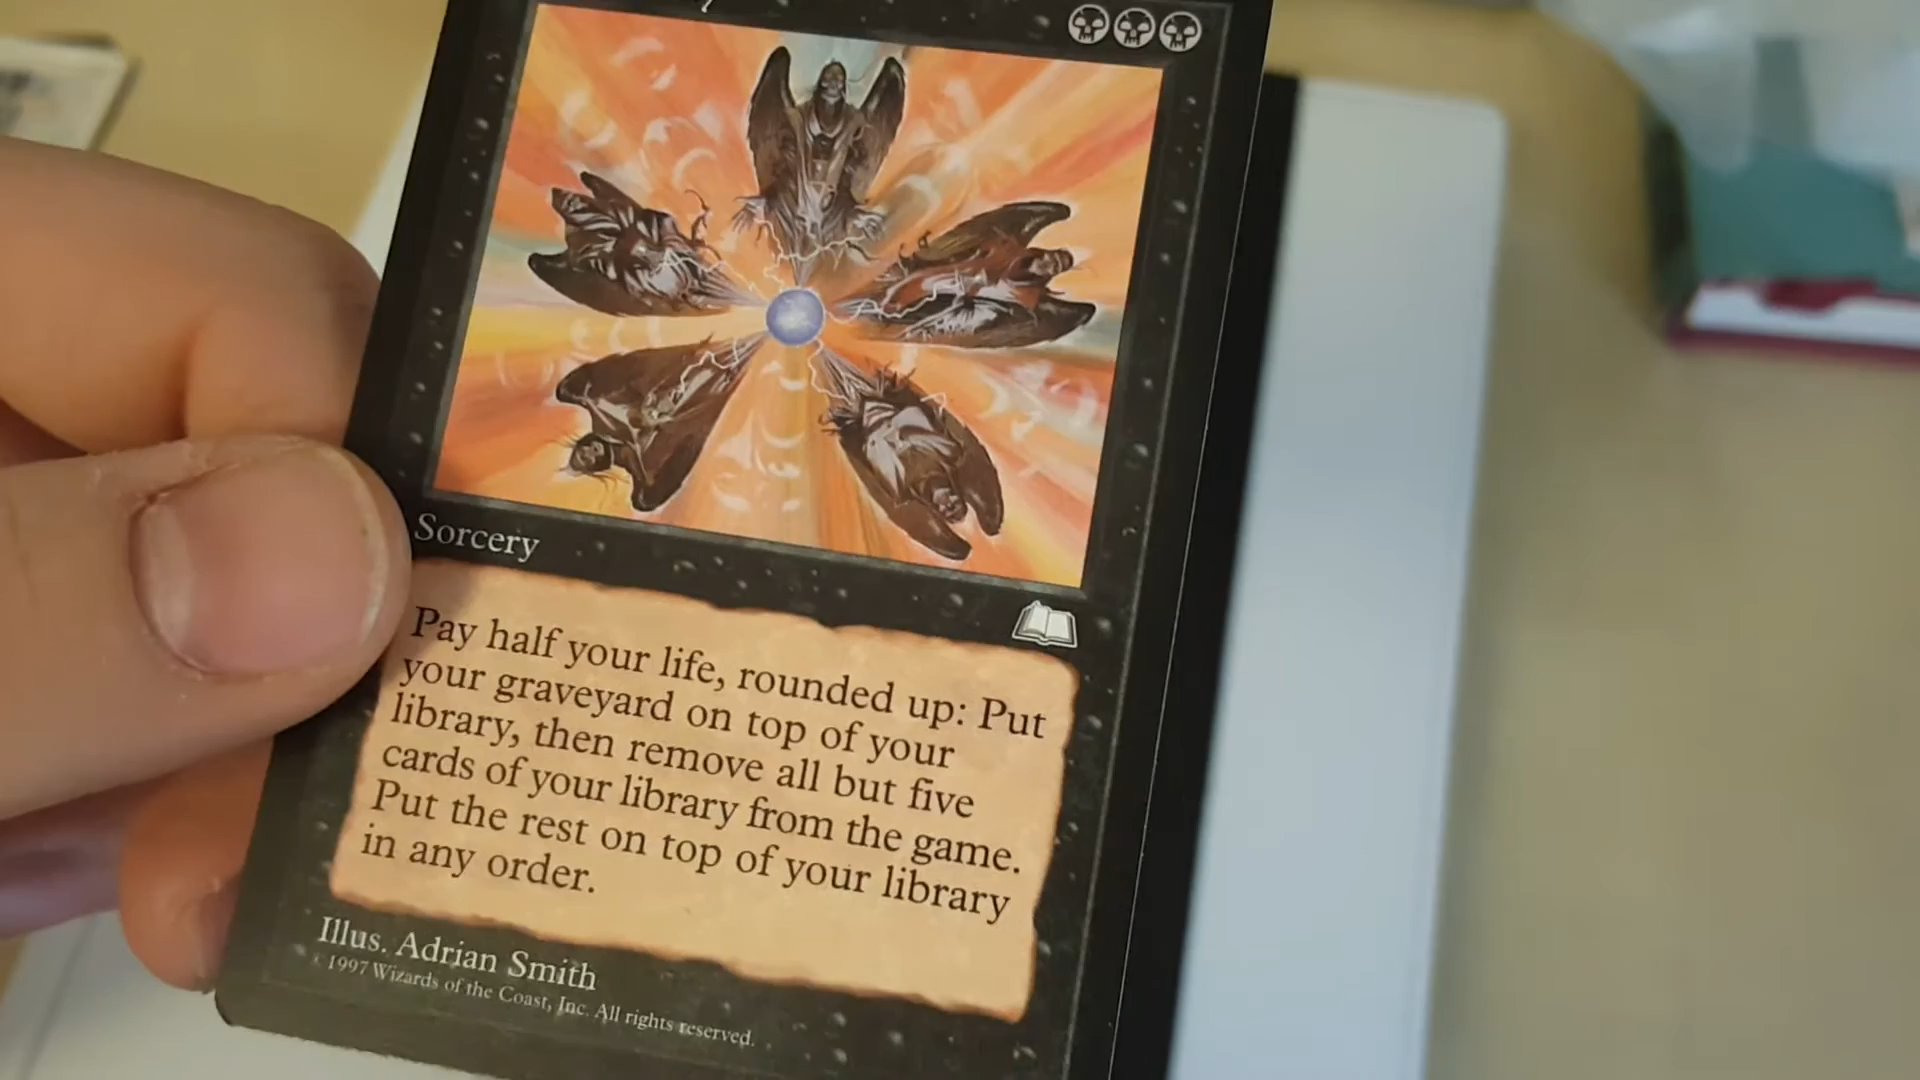 Sorcery
Pay half your life, rounded up: Put
your graveyard on top of your
library, then remove all but five
cards of your library from the game.
Put the rest on top of your library
in any order.
Illus. Adrian Smith
© 1997 Wizards of the Coast, Inc. All rights reserved.